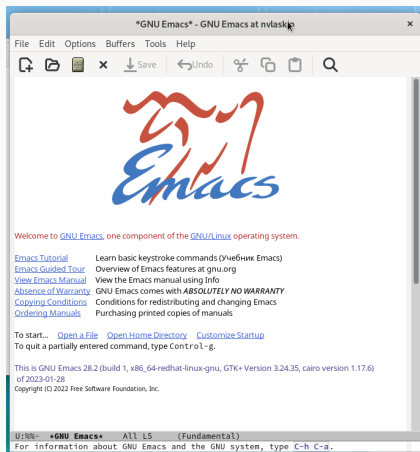 *GNU Emacs* - GNU Emacs at nvlaskin
File Edit Options Buffers Tools Help
Save Undo
Emacs
Welcome to GNU Emacs, one component of the GNU/Linux operating system.
Emacs Tutorial Learn basic keystroke commands (Учебник Emacs)
Emacs Guided Tour Overview of Emacs features at gnu.org
View Emacs Manual View the Emacs manual using Info
Absence of Warranty GNU Emacs comes with ABSOLUTELY NO WARRANTY
Copying Conditions Conditions for redistributing and changing Emacs
Ordering Manuals Purchasing printed copies of manuals
To start... Open a File Open Home Directory Customize Startup
To quit a partially entered command, type Control-g.
This is GNU Emacs 28.2 (build 1, x86_64-redhat-linux-gnu, GTK+ Version 3.24.35, cairo version 1.17.6)
of 2023-01-28
Copyright (C) 2022 Free Software Foundation, Inc.
U:%%- *GNU Emacs* All L5 (Fundamental)
For information about GNU Emacs and the GNU system, type C-h C-a.